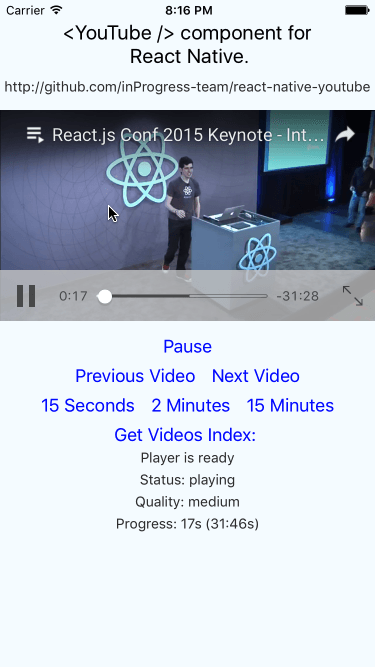 Carrier 8:16 PM
<YouTube /> component for
React Native.
http://github.com/inProgress-team/react-native-youtube
React.js Conf 2015 Keynote - Int...
0:17 -31:28
Pause
Previous Video Next Video
15 Seconds 2 Minutes 15 Minutes
Get Videos Index:
Player is ready
Status: playing
Quality: medium
Progress: 17s (31:46s)